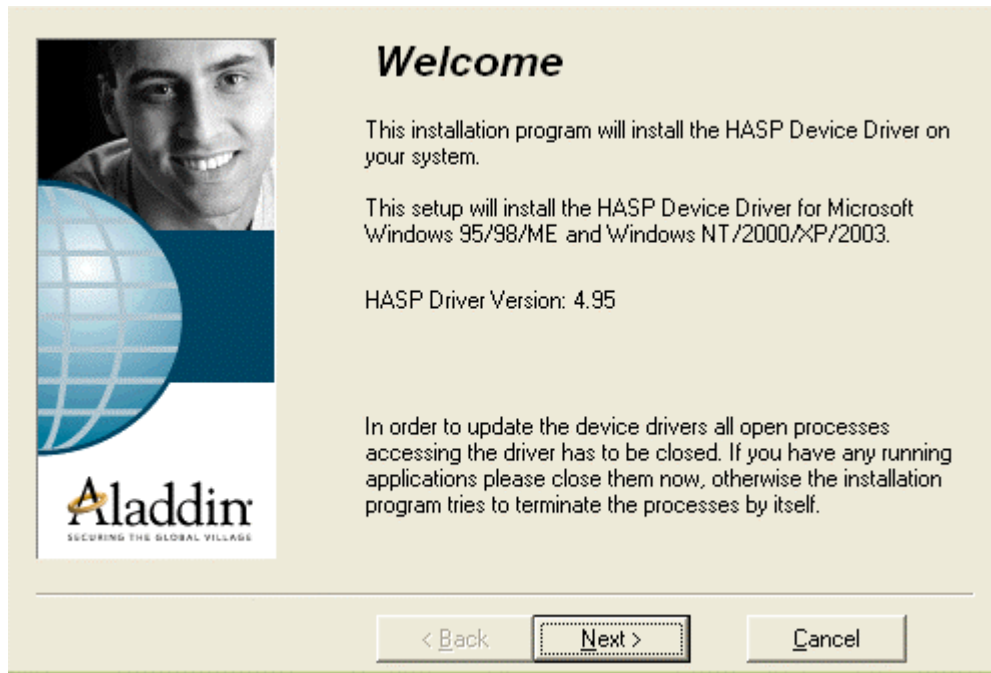 Welcome
This installation program will install the HASP Device Driver on
your system.
This setup will install the HASP Device Driver for Microsoft
Windows 95/98/ME and Windows NT/2000/XP/2003.
HASP Driver Version: 4.95
In order to update the device drivers all open processes
accessing the driver has to be closed. If you have any running
applications please close them now, otherwise the installation
program tries to terminate the processes by itself.
Aladdin
SECURING THE GLOBAL VILLAGE
< Back
Next >
Cancel